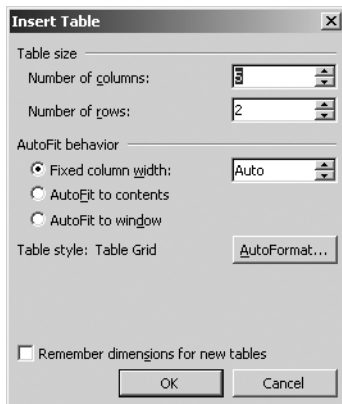 Insert Table
Table size
Number of columns: 5
Number of rows: 2
AutoFit behavior
Fixed column width: Auto
AutoFit to contents
AutoFit to window
Table style: Table Grid AutoFormat...
Remember dimensions for new tables
OK Cancel